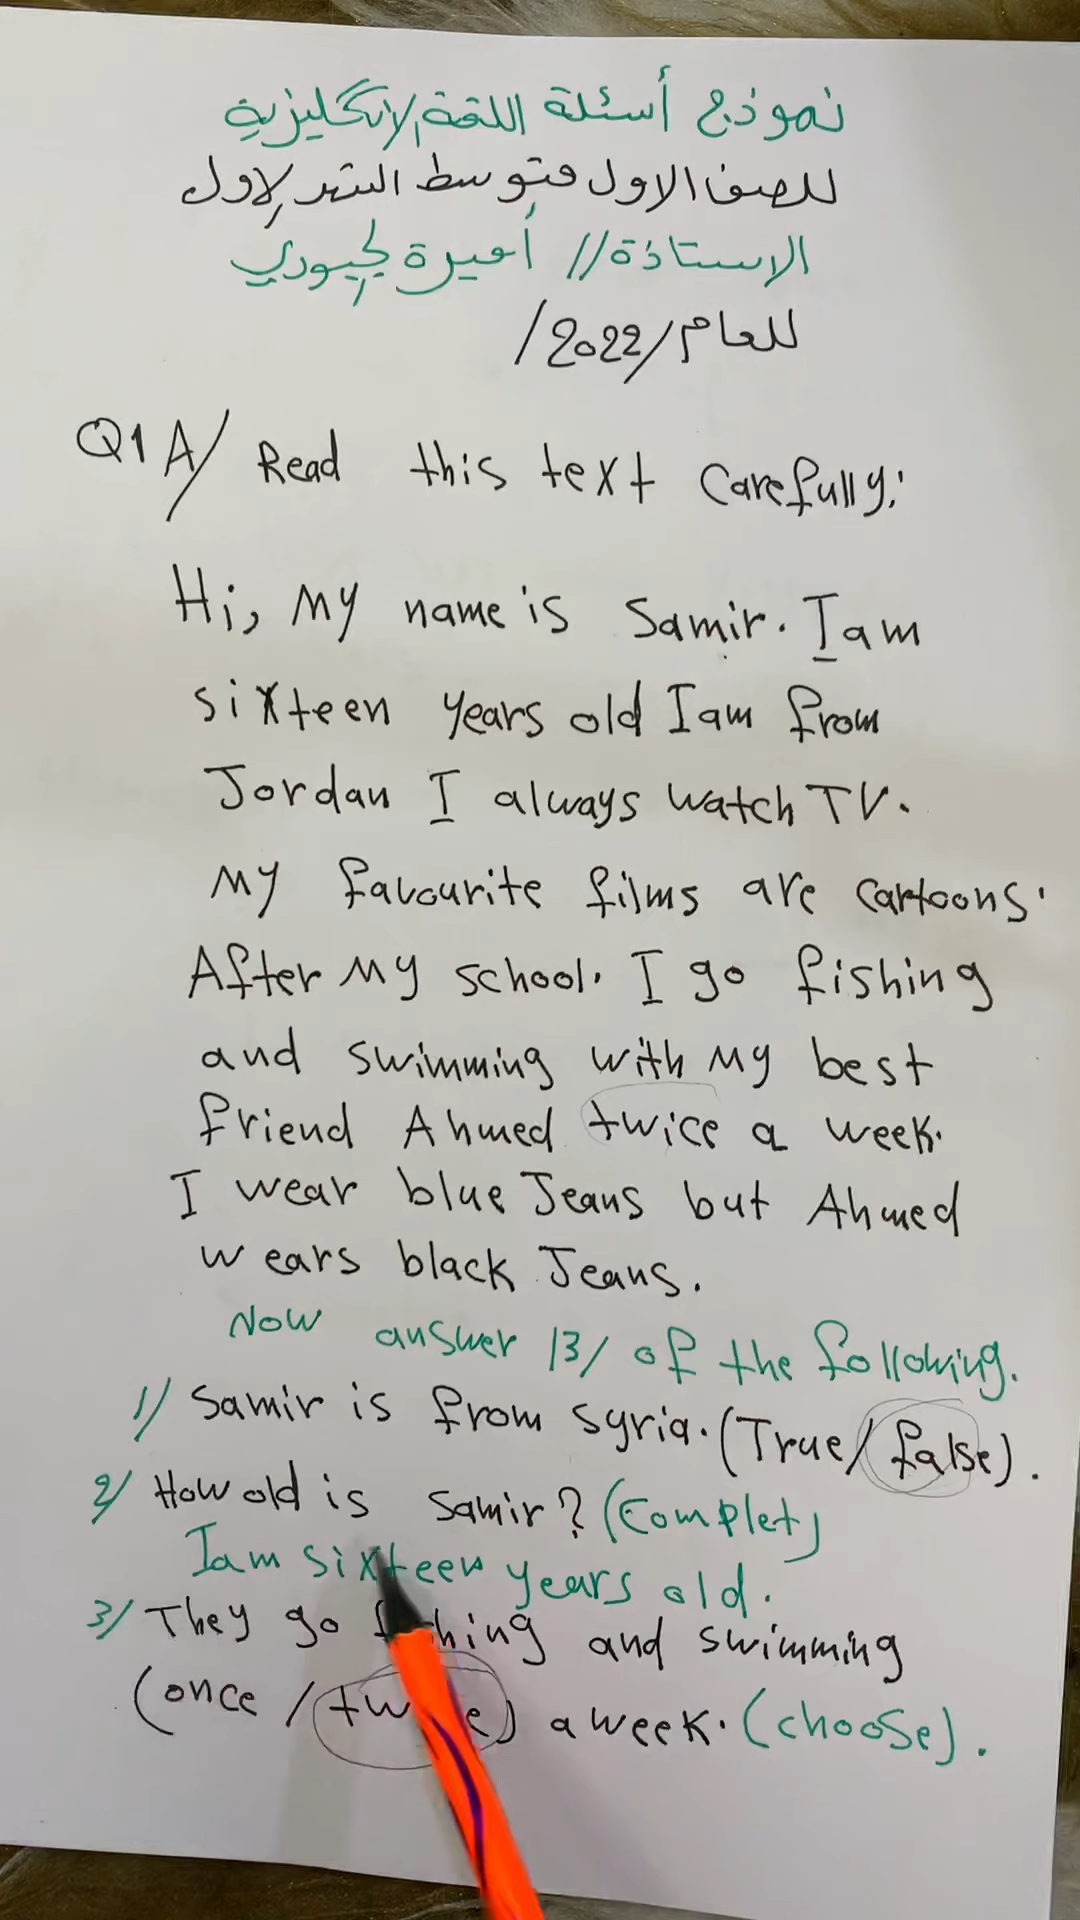 نموذج أسئلة اللغة الإنكليزية
للصف الاول متوسط الشهر الاول
الاستاذة // أميرة الجبوري
للعام /2022/
Q1 A/ Read this text Carefully:
Hi, My name is Samir. I am
sixteen years old I am from
Jordan I always watch TV.
My favourite films are cartoons.
After My school. I go fishing
and swimming with My best
friend Ahmed twice a week.
I wear blue Jeans but Ahmed
wears black Jeans.
Now answer /3/ of the following.
1/ Samir is from Syria. (True/false).
2/ How old is Samir? (Complet)
I am sixteen years old.
3/ They go fishing and swimming
(once / twice) a week. (choose).